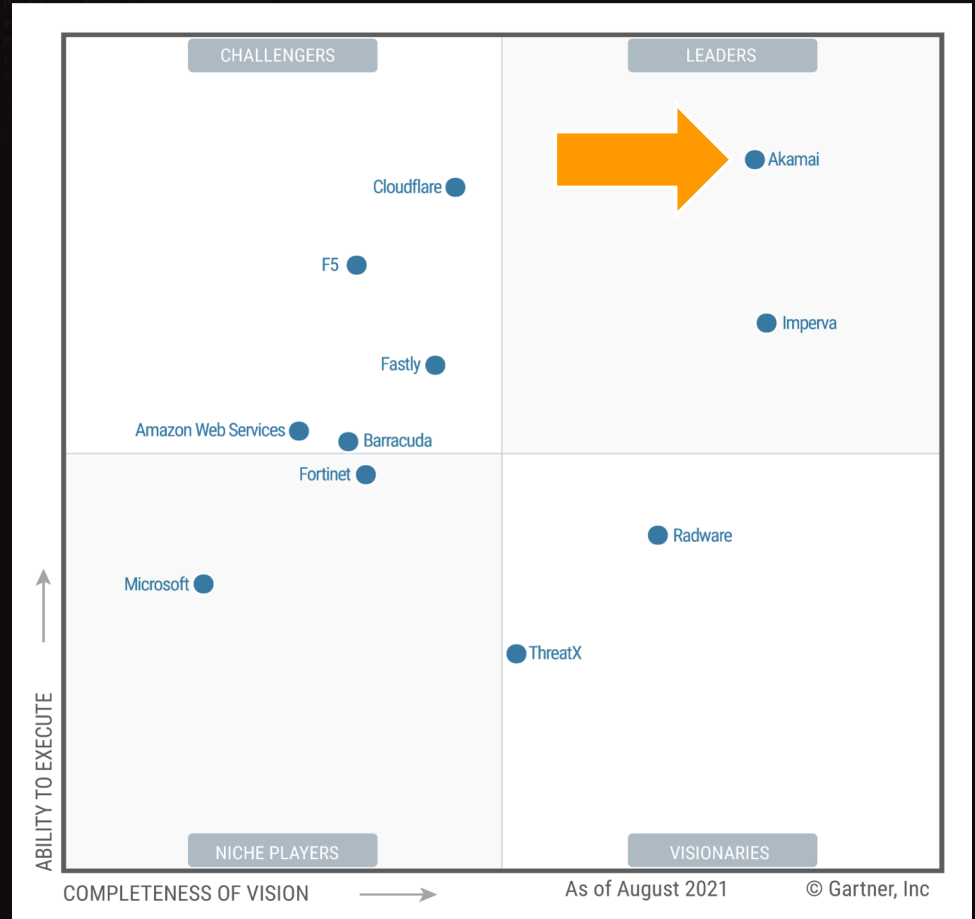 CHALLENGERS
LEADERS
Akamai
Cloudflare
F5
Imperva
Fastly
Amazon Web Services
Barracuda
Fortinet
Radware
Microsoft
ThreatX
ABILITY TO EXECUTE
NICHE PLAYERS
VISIONARIES
COMPLETENESS OF VISION
As of August 2021
© Gartner, Inc